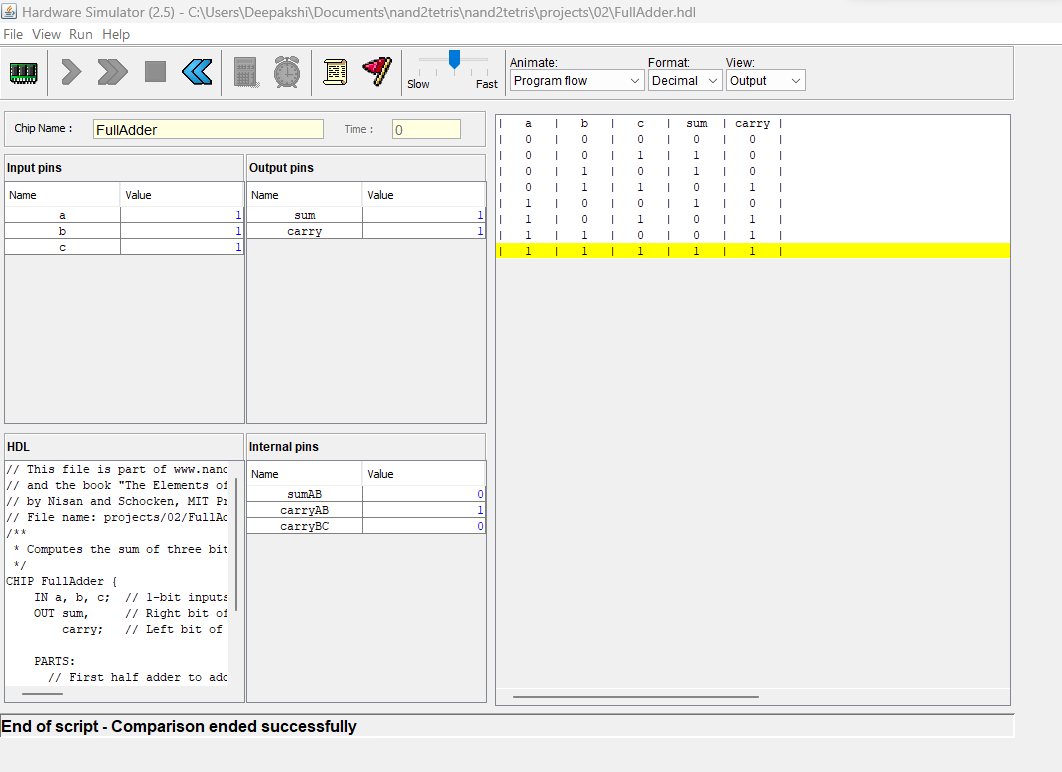 Hardware Simulator (2.5) - C:\Users\Deepakshi\Documents\nand2tetris\nand2tetris\projects\02\FullAdder.hdl
File View Run Help
Slow Fast
Animate: Format: View:
Program flow Decimal Output
Chip Name : FullAdder Time : 0
Input pins
Name Value
a 1
b 1
c 1
Output pins
Name Value
sum 1
carry 1
HDL
// This file is part of www.nand
// and the book "The Elements of
// by Nisan and Schocken, MIT Pr
// File name: projects/02/FullAd
/**
* Computes the sum of three bit
*/
CHIP FullAdder {
IN a, b, c;  // 1-bit inputs
OUT sum,     // Right bit of
carry;   // Left bit of
PARTS:
// First half adder to add
Internal pins
Name Value
sumAB 0
carryAB 1
carryBC 0
| a | b | c | sum | carry |
| 0 | 0 | 0 | 0 | 0 |
| 0 | 0 | 1 | 1 | 0 |
| 0 | 1 | 0 | 1 | 0 |
| 0 | 1 | 1 | 0 | 1 |
| 1 | 0 | 0 | 1 | 0 |
| 1 | 0 | 1 | 0 | 1 |
| 1 | 1 | 0 | 0 | 1 |
| 1 | 1 | 1 | 1 | 1 |
End of script - Comparison ended successfully